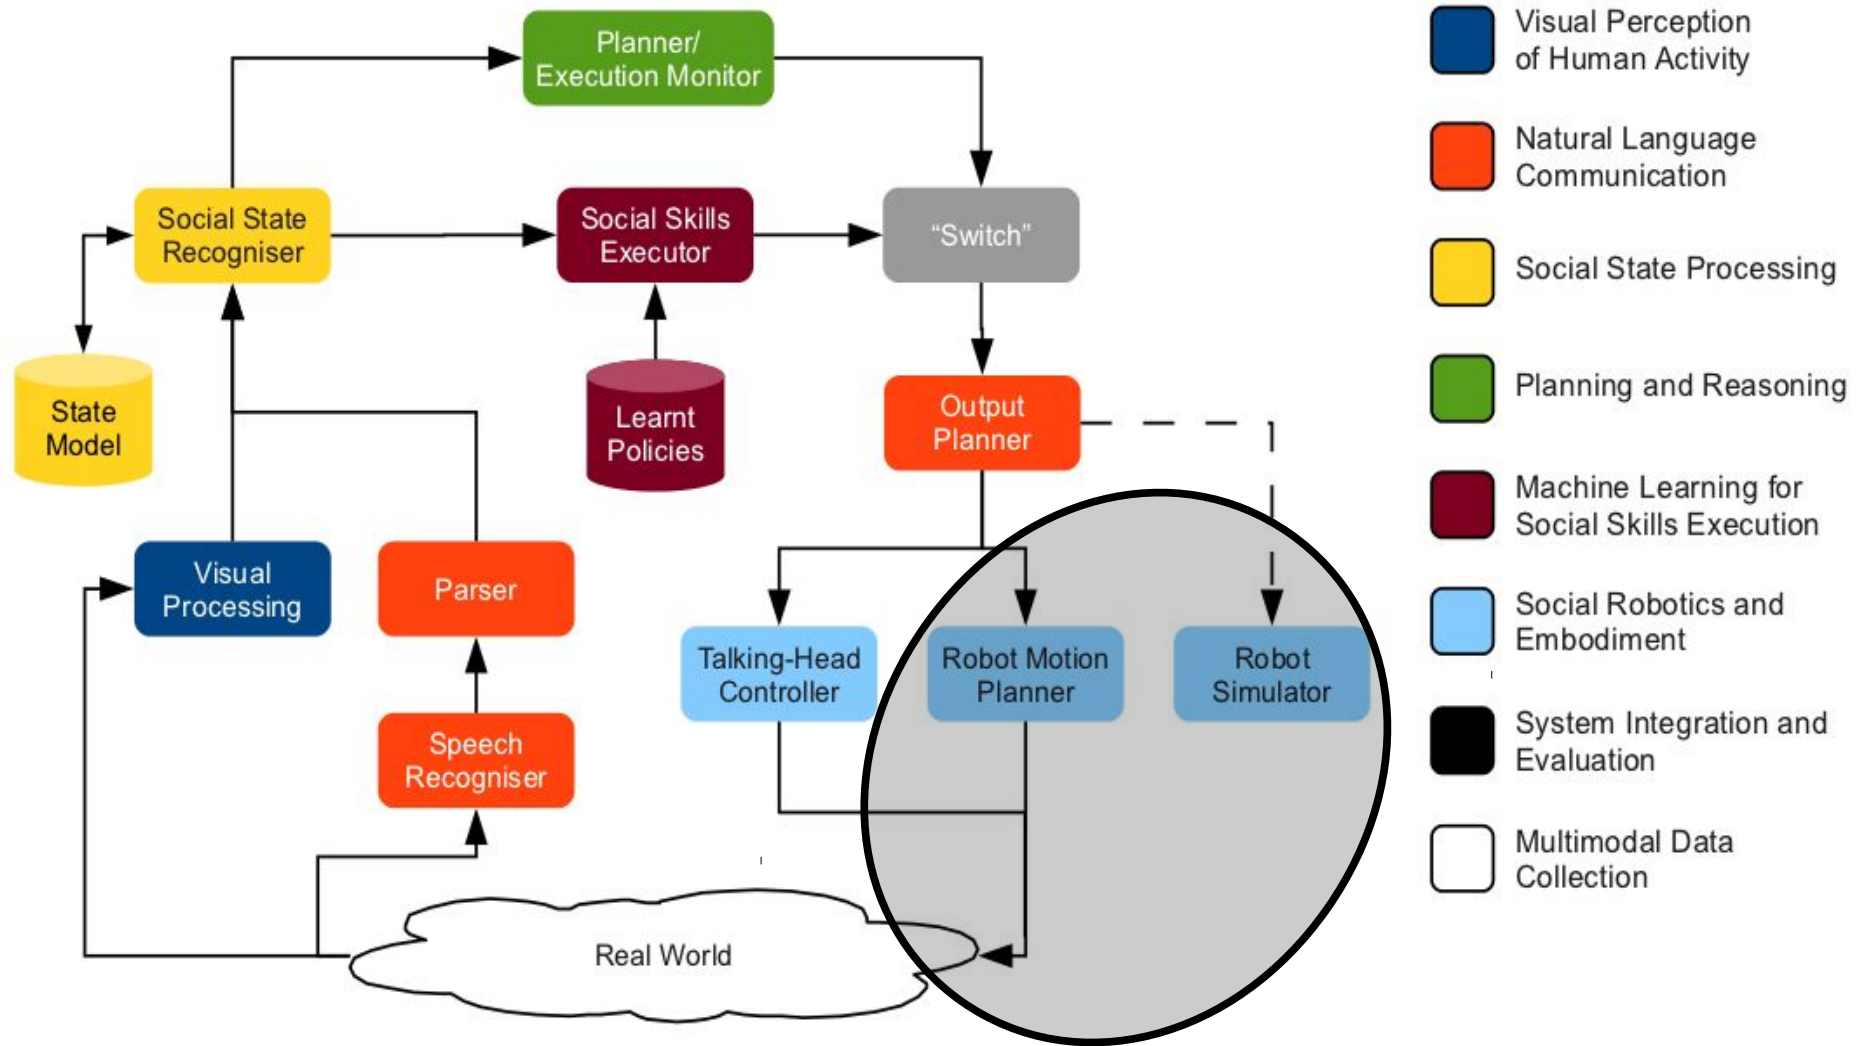 Planner/
Execution Monitor
Social State
Recogniser
Social Skills
Executor
“Switch”
State
Model
Learnt
Policies
Output
Planner
Visual
Processing
Parser
Talking-Head
Controller
Robot Motion
Planner
Robot
Simulator
Speech
Recogniser
Real World
Visual Perception
of Human Activity
Natural Language
Communication
Social State Processing
Planning and Reasoning
Machine Learning for
Social Skills Execution
Social Robotics and
Embodiment
System Integration and
Evaluation
Multimodal Data
Collection